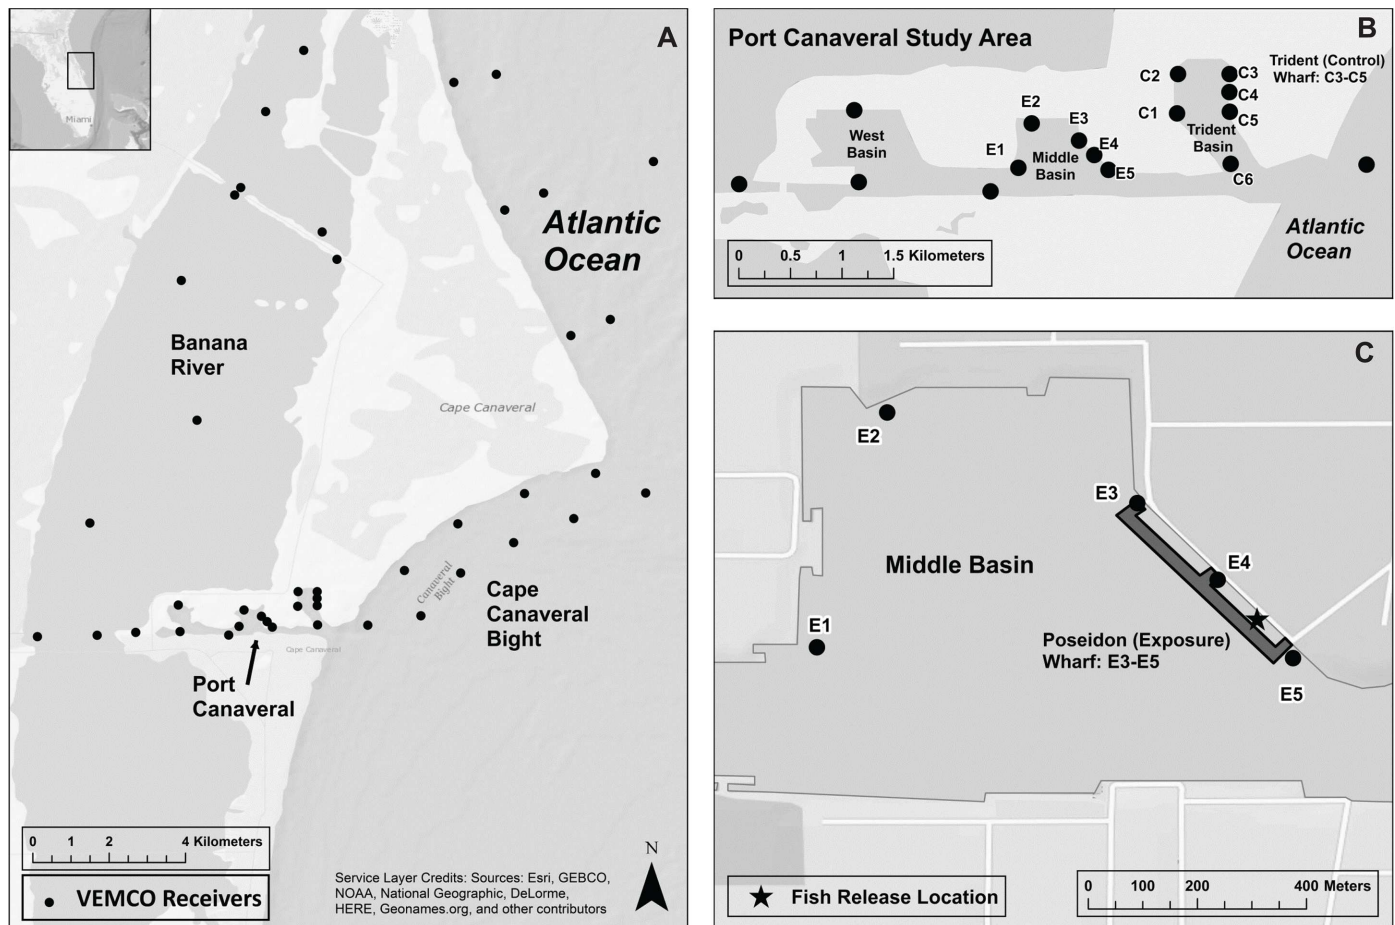 A
Miami
Atlantic
Ocean
Banana
River
Cape Canaveral
Canaveral
Bight
Cape
Canaveral
Bight
Cape Canaveral
Port
Canaveral
0 1 2 4 Kilometers
VEMCO Receivers
Service Layer Credits: Sources: Esri, GEBCO,
NOAA, National Geographic, DeLorme,
HERE, Geonames.org, and other contributors
N
B
Port Canaveral Study Area
Trident (Control)
Wharf: C3-C5
C2
C3
C4
C1
C5
E2
E3
E4
E1
E5
C6
West
Basin
Middle
Basin
Trident
Basin
Atlantic
Ocean
0 0.5 1 1.5 Kilometers
C
E2
E3
E4
Middle Basin
E1
Poseidon (Exposure)
Wharf: E3-E5
E5
Fish Release Location
0 100 200 400 Meters